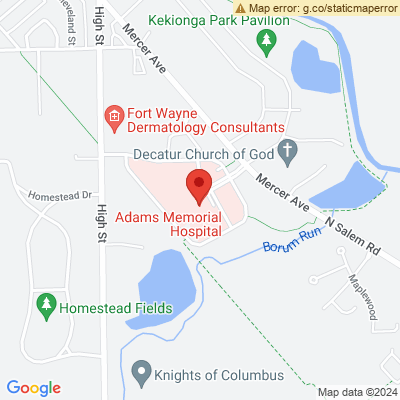 Map error: g.co/staticmaperror
Kekionga Park Pavilion
Cleveland St
High St
Mercer Ave
Fort Wayne
Dermatology Consultants
Decatur Church of God
Homestead Dr
Mercer Ave
High St
Adams Memorial
Hospital
N Salem Rd
Borum Run
Maplewood
Homestead Fields
Knights of Columbus
Google
Map data ©2024